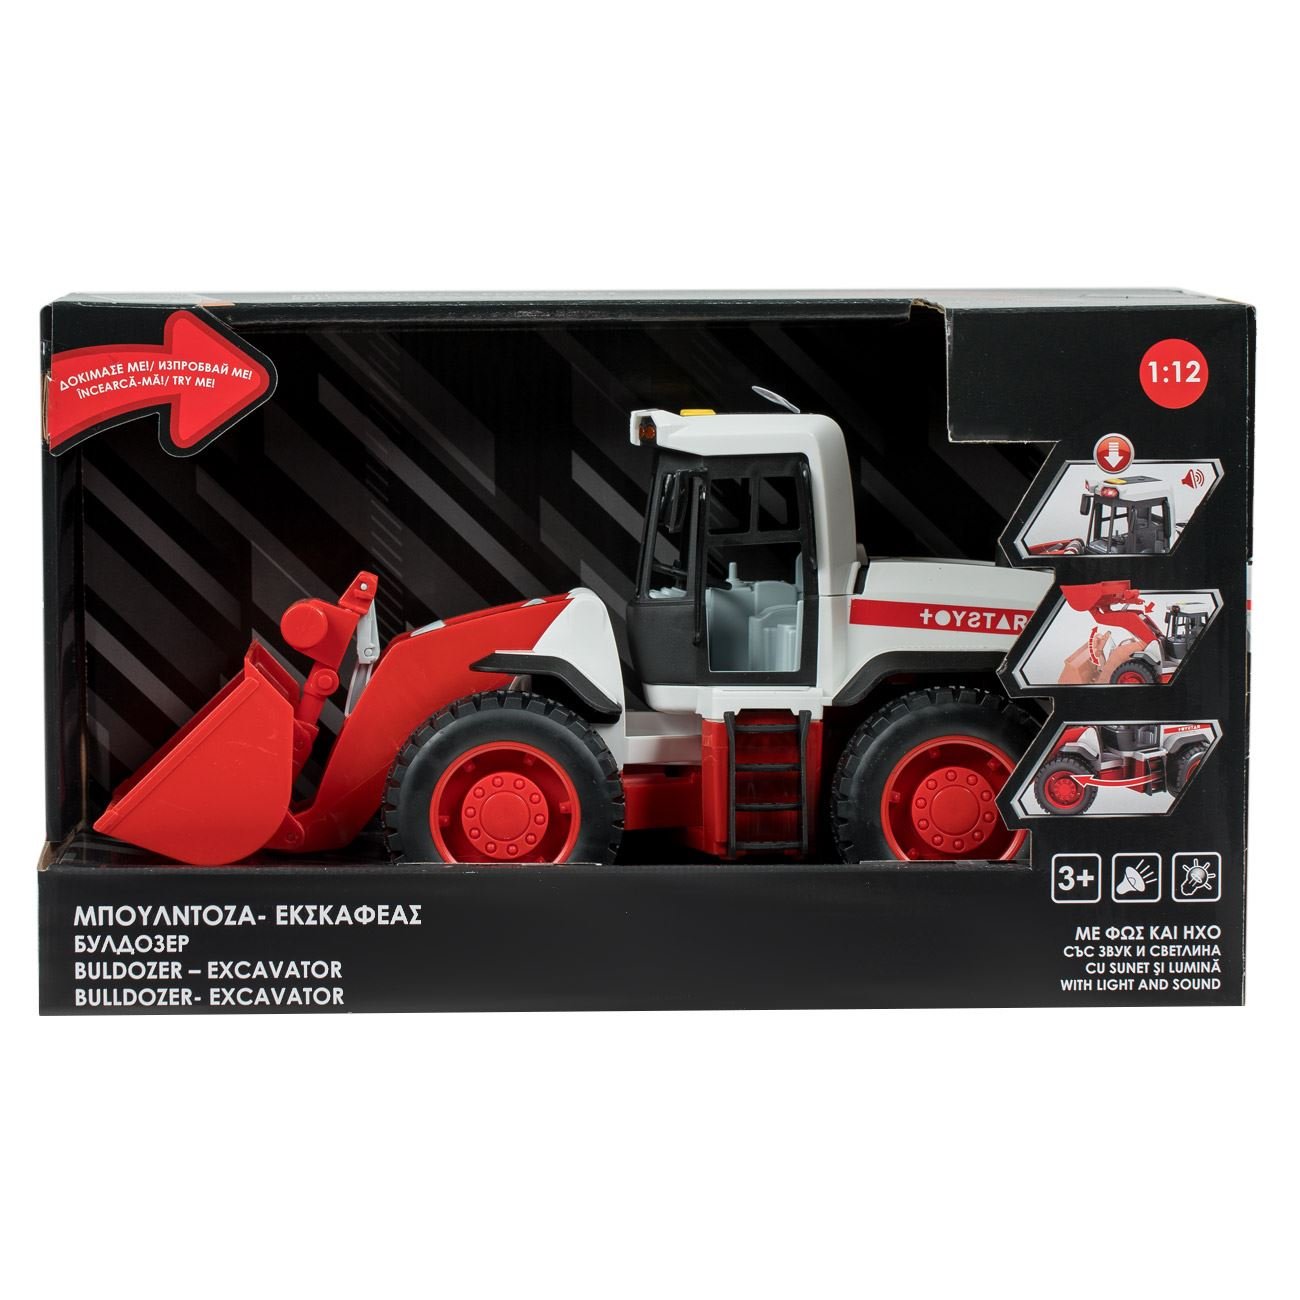 ΔΟΚΙΜΑΣΕ ΜΕ!/ ИЗПРОБВАЙ МЕ!
ÎNCEARCĂ-MĂ!/ TRY ME!
1:12
TOYSTAR
TOYSTAR
3+
ΜΠΟΥΛΝΤΟΖΑ- ΕΚΣΚΑΦΕΑΣ
БУЛДОЗЕР
BULDOZER – EXCAVATOR
BULLDOZER- EXCAVATOR
ΜΕ ΦΩΣ ΚΑΙ ΗΧΟ
СЪС ЗВУК И СВЕТЛИНА
CU SUNET ŞI LUMINĂ
WITH LIGHT AND SOUND